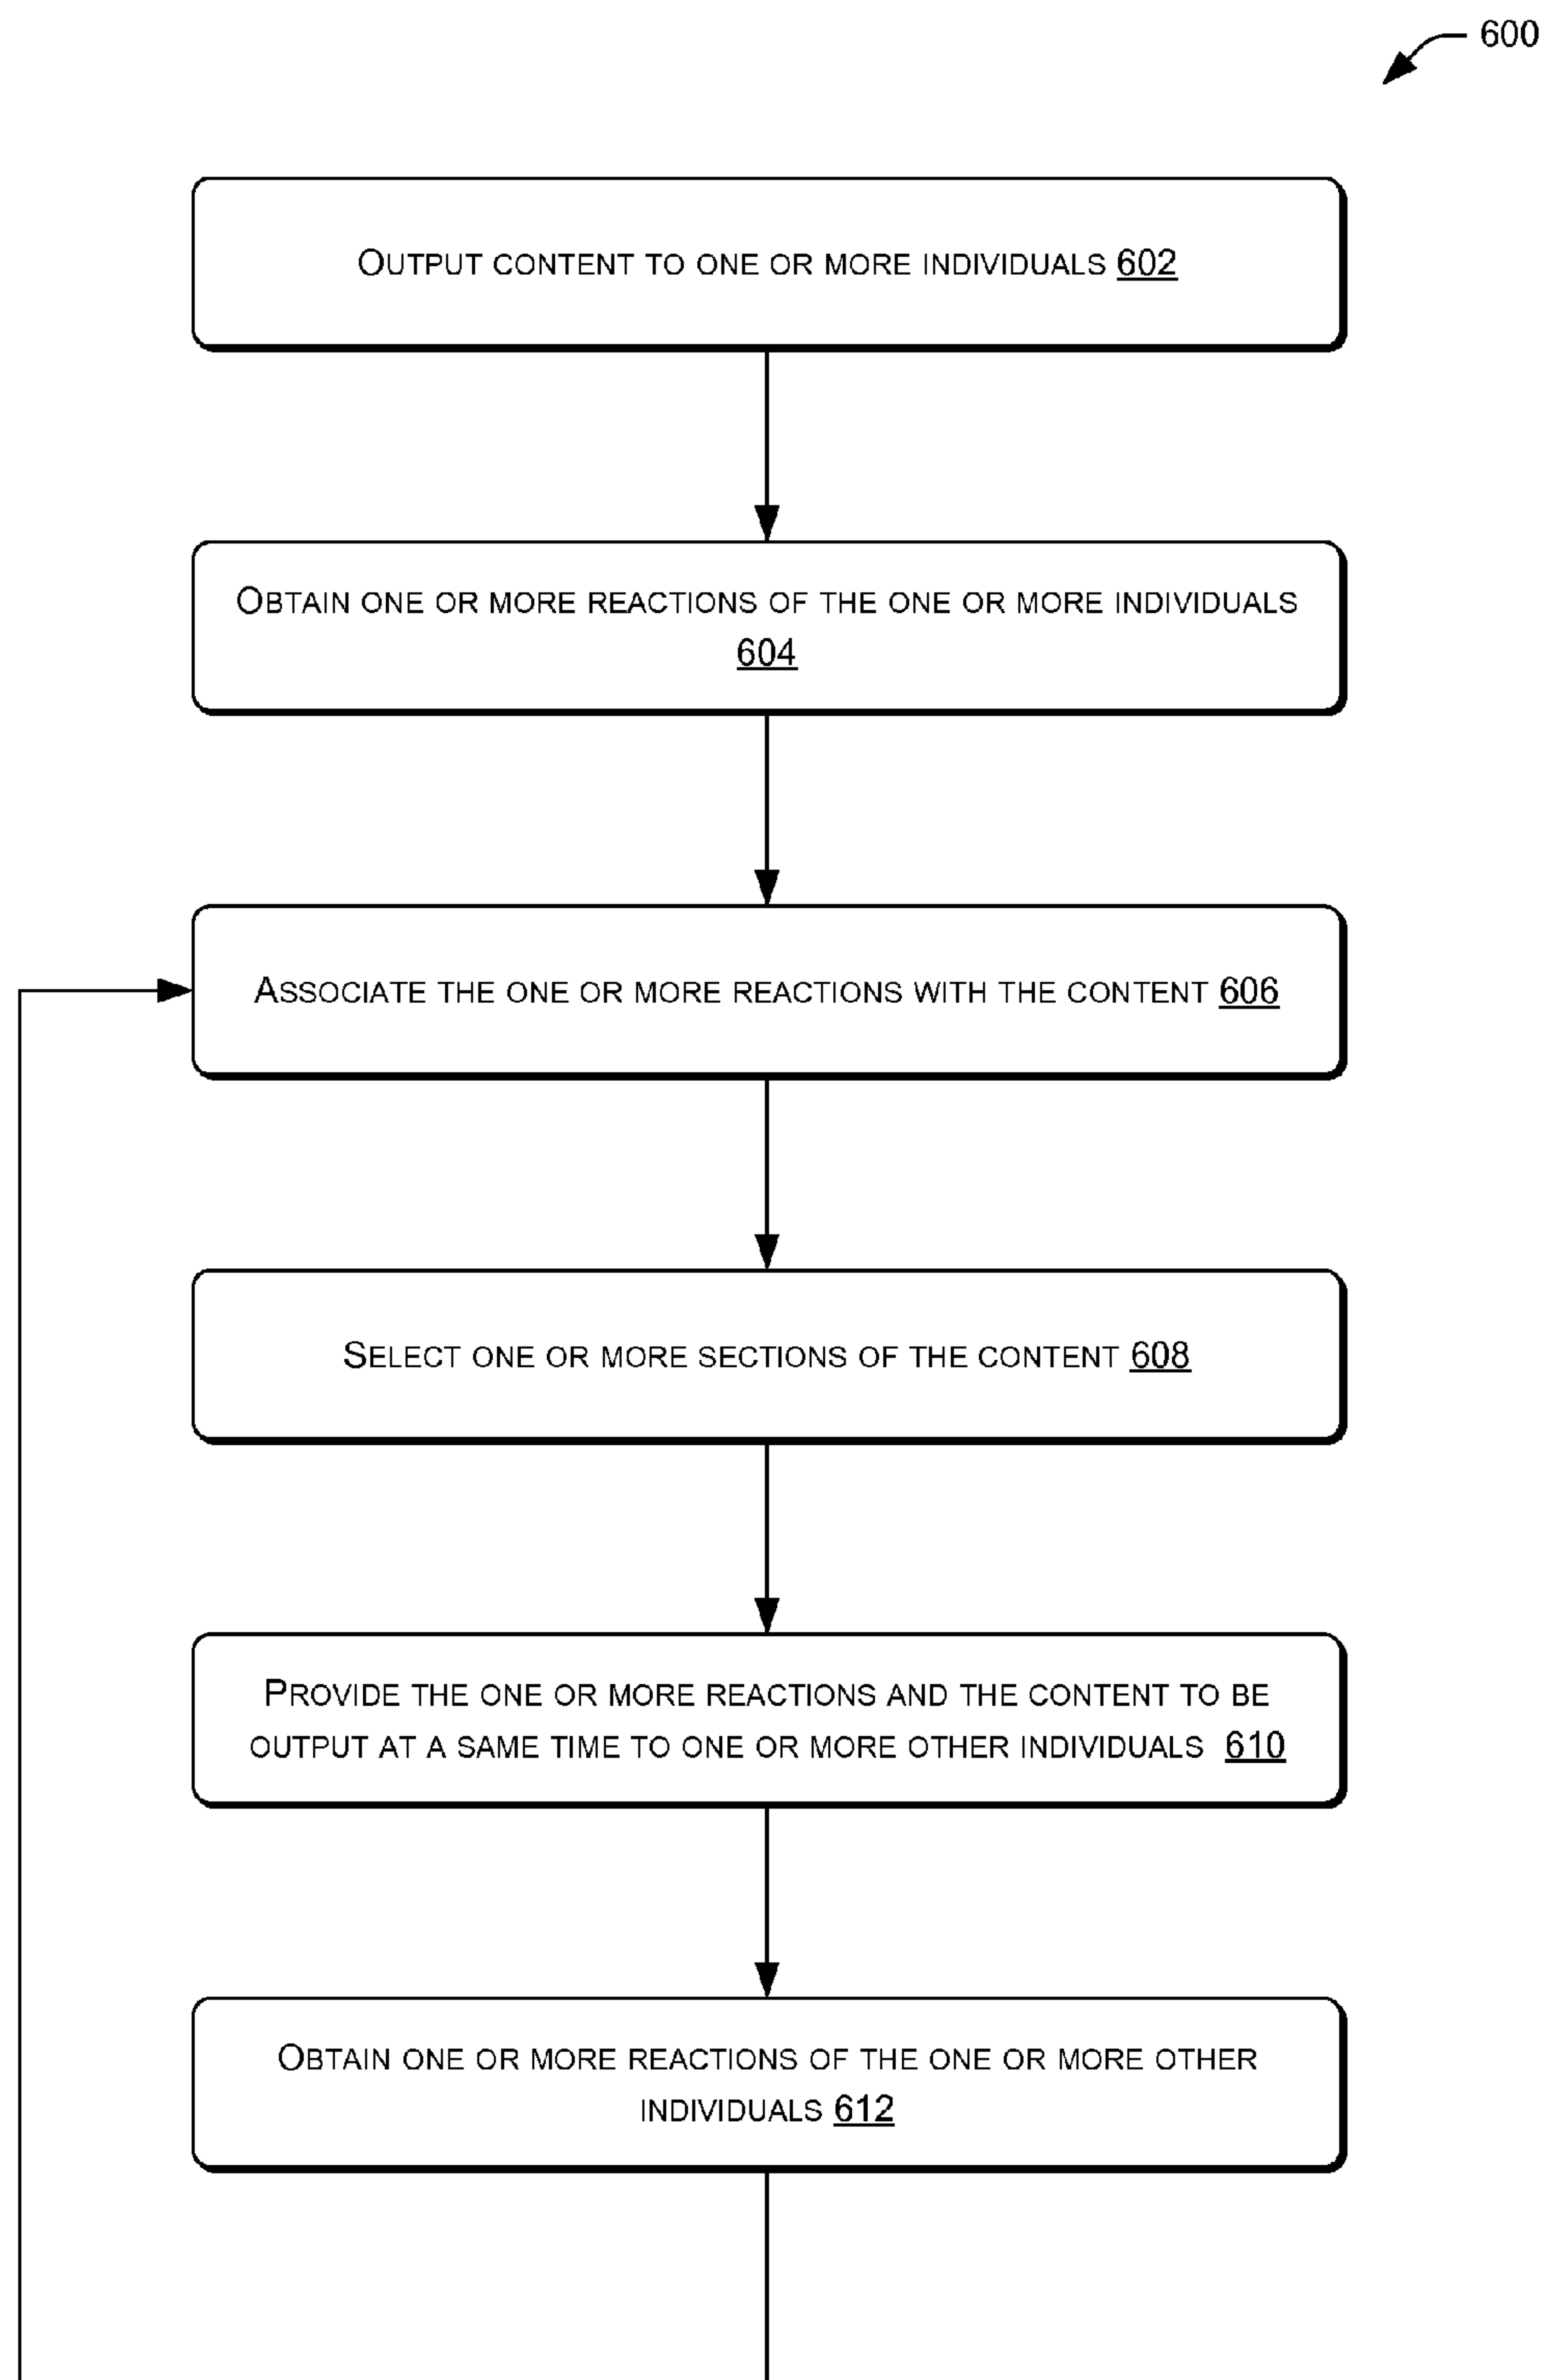 600
OUTPUT CONTENT TO ONE OR MORE INDIVIDUALS 602
OBTAIN ONE OR MORE REACTIONS OF THE ONE OR MORE INDIVIDUALS
604
ASSOCIATE THE ONE OR MORE REACTIONS WITH THE CONTENT 606
SELECT ONE OR MORE SECTIONS OF THE CONTENT 608
PROVIDE THE ONE OR MORE REACTIONS AND THE CONTENT TO BE
OUTPUT AT A SAME TIME TO ONE OR MORE OTHER INDIVIDUALS 610
OBTAIN ONE OR MORE REACTIONS OF THE ONE OR MORE OTHER
INDIVIDUALS 612